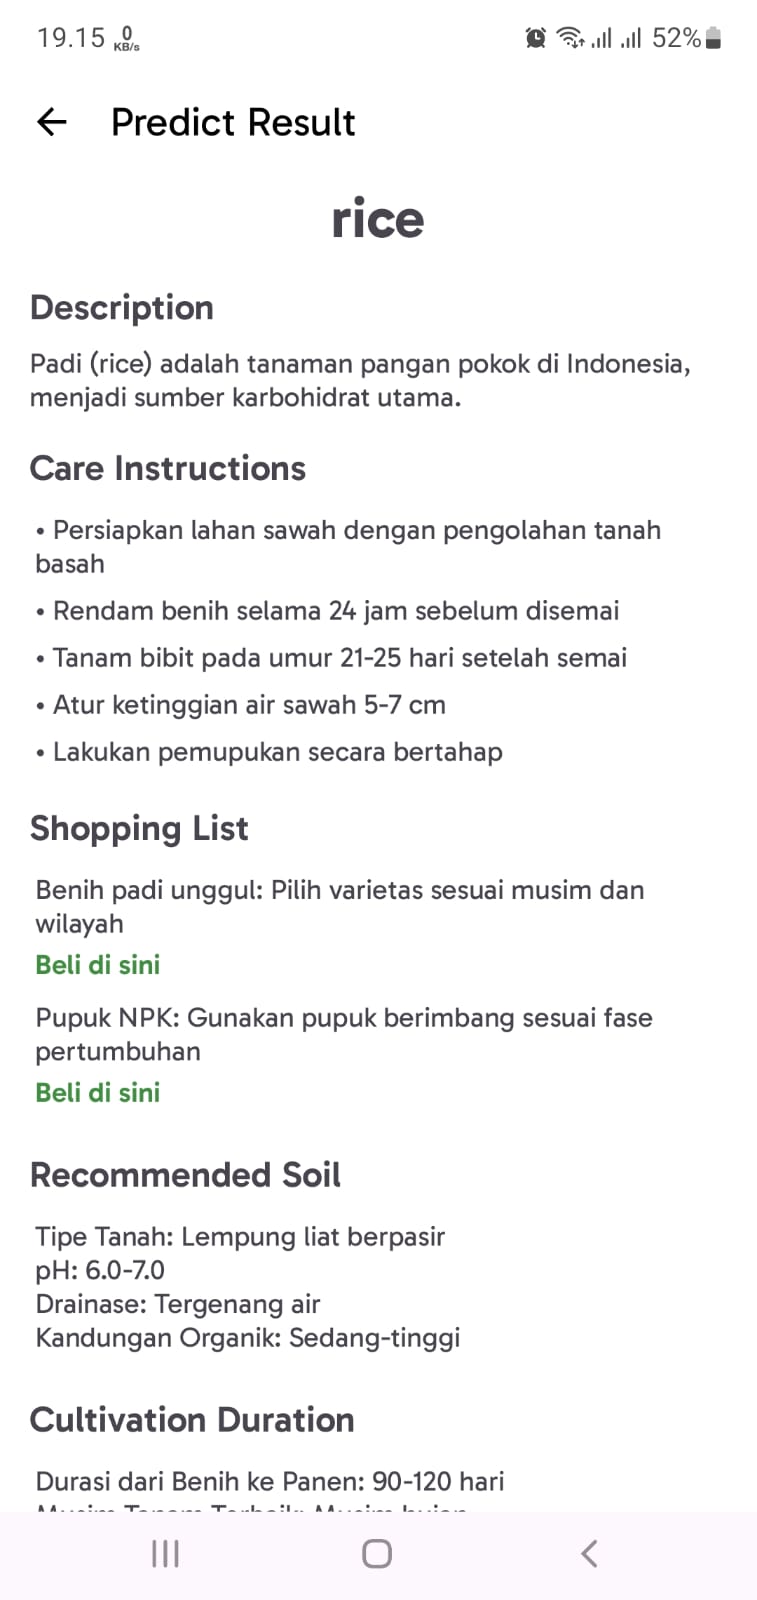 19.15 0 KB/s 52%
Predict Result
rice
Description
Padi (rice) adalah tanaman pangan pokok di Indonesia,
menjadi sumber karbohidrat utama.
Care Instructions
• Persiapkan lahan sawah dengan pengolahan tanah
basah
• Rendam benih selama 24 jam sebelum disemai
• Tanam bibit pada umur 21-25 hari setelah semai
• Atur ketinggian air sawah 5-7 cm
• Lakukan pemupukan secara bertahap
Shopping List
Benih padi unggul: Pilih varietas sesuai musim dan
wilayah
Beli di sini
Pupuk NPK: Gunakan pupuk berimbang sesuai fase
pertumbuhan
Beli di sini
Recommended Soil
Tipe Tanah: Lempung liat berpasir
pH: 6.0-7.0
Drainase: Tergenang air
Kandungan Organik: Sedang-tinggi
Cultivation Duration
Durasi dari Benih ke Panen: 90-120 hari